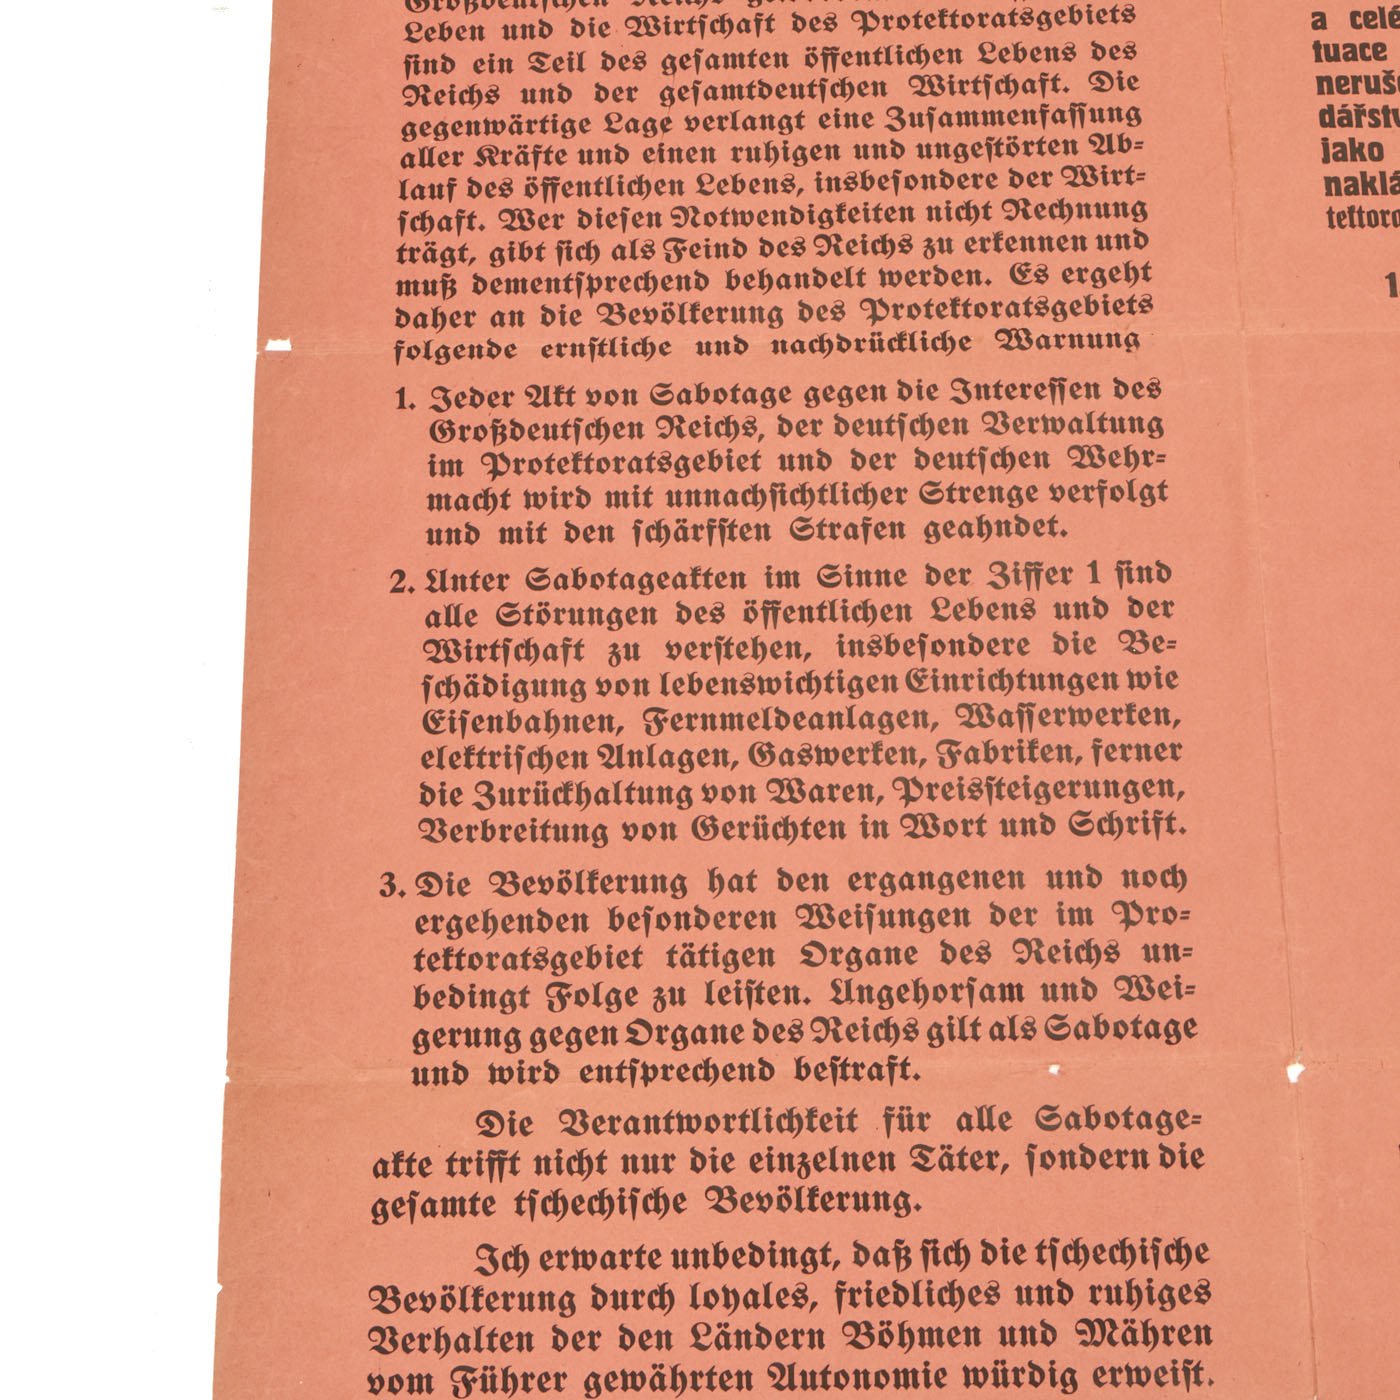 Großdeutschen Reichs
Leben und die Wirtschaft des Protektoratsgebiets
sind ein Teil des gesamten öffentlichen Lebens des
Reichs und der gesamtdeutschen Wirtschaft. Die
gegenwärtige Lage verlangt eine Zusammenfassung
aller Kräfte und einen ruhigen und ungestörten Ab-
lauf des öffentlichen Lebens, insbesondere der Wirt-
schaft. Wer diesen Notwendigkeiten nicht Rechnung
trägt, gibt sich als Feind des Reichs zu erkennen und
muß dementsprechend behandelt werden. Es ergeht
daher an die Bevölkerung des Protektoratsgebiets
folgende ernstliche und nachdrückliche Warnung
1. Jeder Akt von Sabotage gegen die Interessen des
Großdeutschen Reichs, der deutschen Verwaltung
im Protektoratsgebiet und der deutschen Wehr-
macht wird mit unnachsichtlicher Strenge verfolgt
und mit den schärfsten Strafen geahndet.
2. Unter Sabotageakten im Sinne der Ziffer 1 sind
alle Störungen des öffentlichen Lebens und der
Wirtschaft zu verstehen, insbesondere die Be-
schädigung von lebenswichtigen Einrichtungen wie
Eisenbahnen, Fernmeldeanlagen, Wasserwerken,
elektrischen Anlagen, Gaswerken, Fabriken, ferner
die Zurückhaltung von Waren, Preissteigerungen,
Verbreitung von Gerüchten in Wort und Schrift.
3. Die Bevölkerung hat den ergangenen und noch
ergehenden besonderen Weisungen der im Pro-
tektoratsgebiet tätigen Organe des Reichs un-
bedingt Folge zu leisten. Ungehorsam und Wei-
gerung gegen Organe des Reichs gilt als Sabotage
und wird entsprechend bestraft.
Die Verantwortlichkeit für alle Sabotage-
akte trifft nicht nur die einzelnen Täter, sondern die
gesamte tschechische Bevölkerung.
Ich erwarte unbedingt, daß sich die tschechische
Bevölkerung durch loyales, friedliches und ruhiges
Verhalten der den Ländern Böhmen und Mähren
vom Führer gewährten Autonomie würdig erweist.
a celé
tuace
neruše
dářstv
jako
naklá
tektoro
1